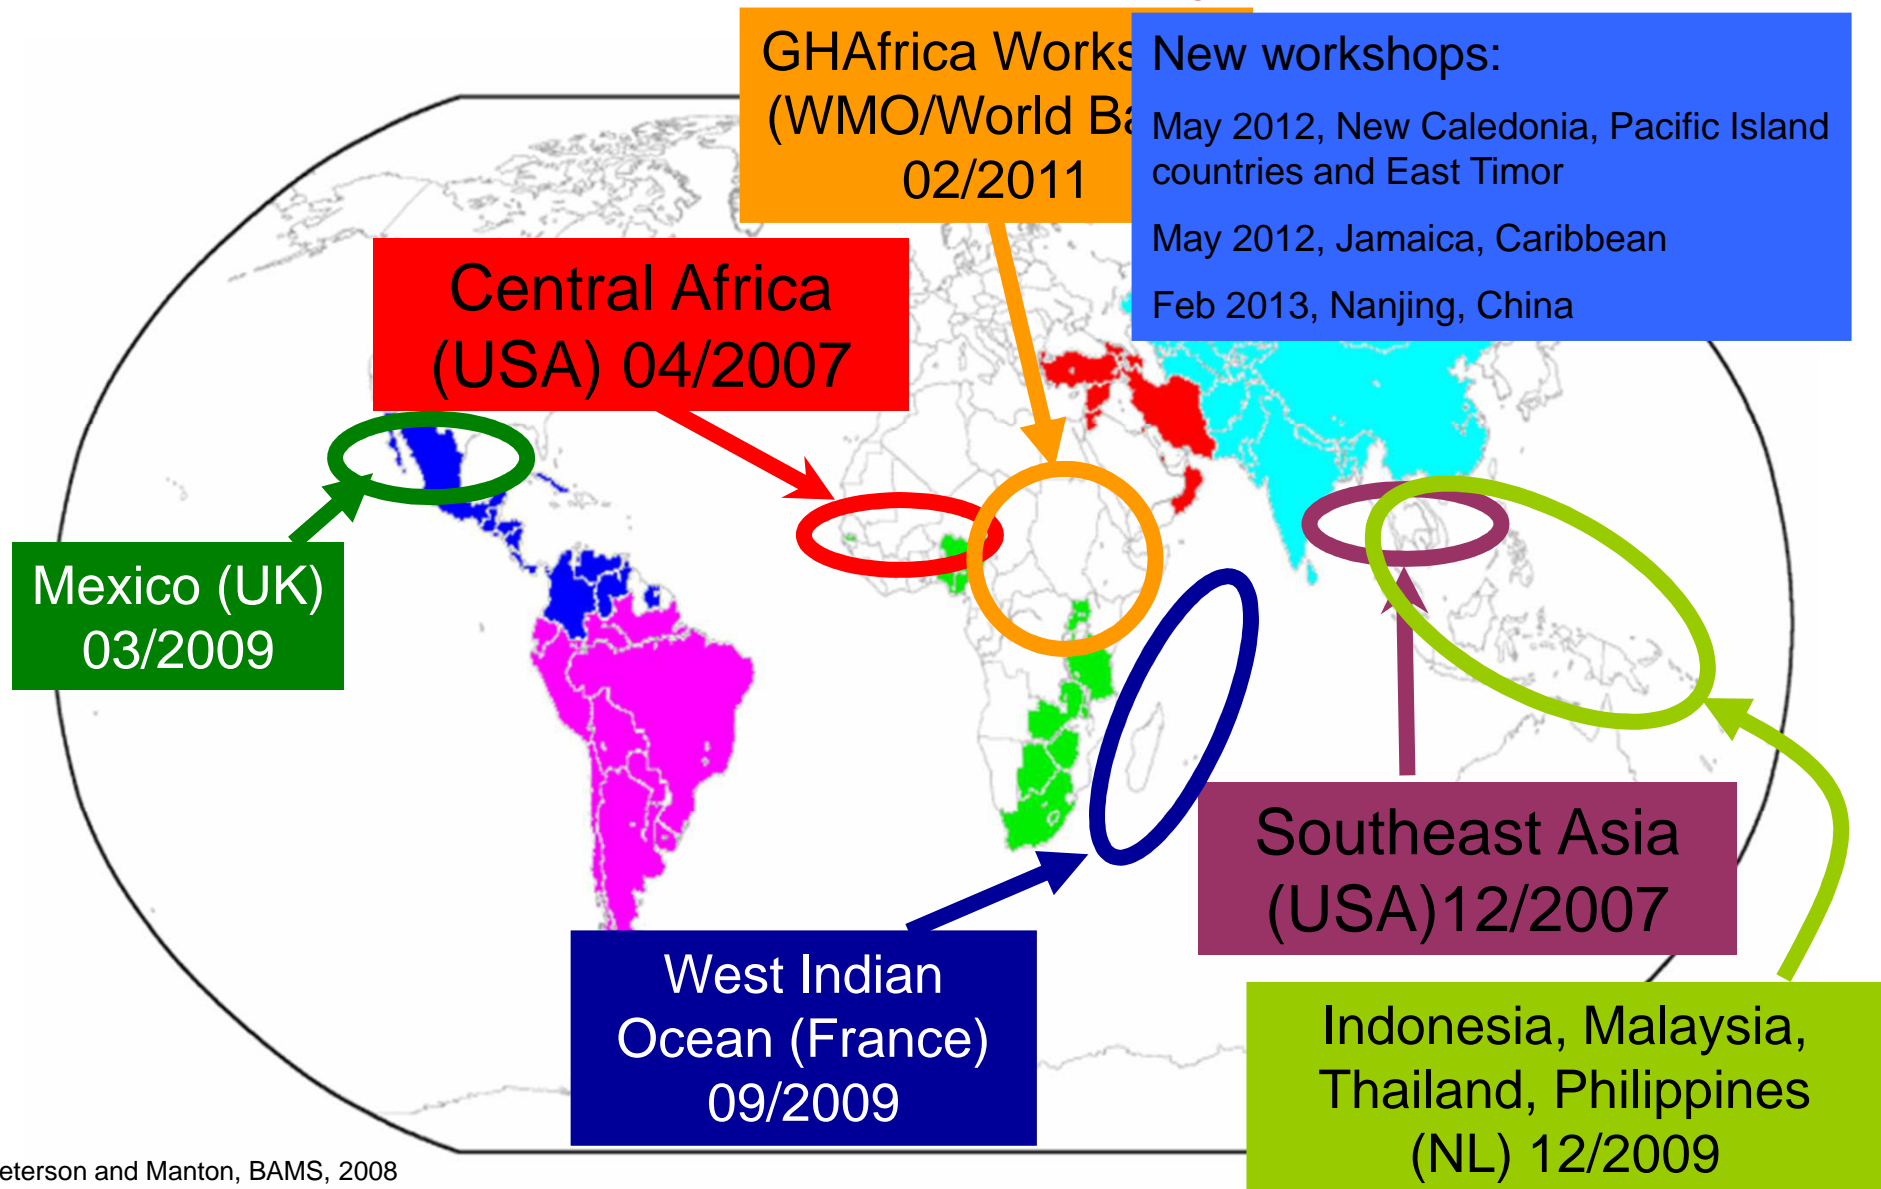 GHAfrica Works
(WMO/World Ba
02/2011
New workshops:
May 2012, New Caledonia, Pacific Island
countries and East Timor
May 2012, Jamaica, Caribbean
Feb 2013, Nanjing, China
Central Africa
(USA) 04/2007
Mexico (UK)
03/2009
Southeast Asia
(USA)12/2007
West Indian
Ocean (France)
09/2009
Indonesia, Malaysia,
Thailand, Philippines
(NL) 12/2009
eterson and Manton, BAMS, 2008